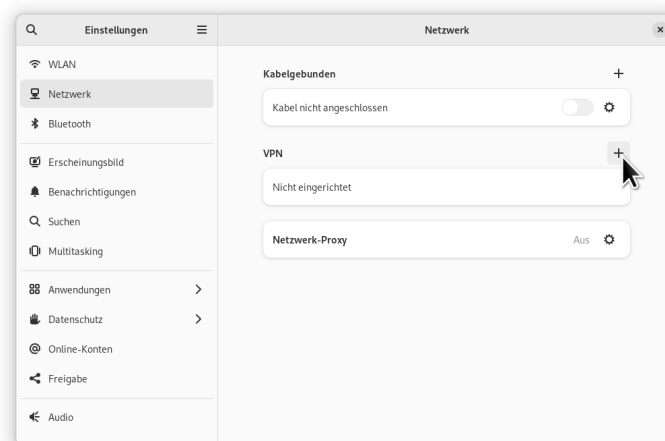 Einstellungen
Netzwerk
WLAN
Netzwerk
Bluetooth
Erscheinungsbild
Benachrichtigungen
Suchen
Multitasking
Anwendungen
Datenschutz
Online-Konten
Freigabe
Audio
Kabelgebunden
Kabel nicht angeschlossen
VPN
Nicht eingerichtet
Netzwerk-Proxy Aus